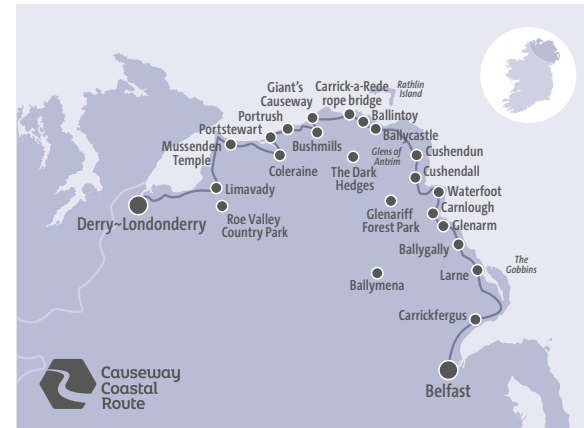 Giant's
Causeway
Carrick-a-Rede
rope bridge
Rathlin
Island
Portrush
Ballintoy
Portstewart
Ballycastle
Mussenden
Temple
Bushmills
Glens of
Antrim
Cushendun
Coleraine
The Dark
Hedges
Cushendall
Limavady
Waterfoot
Derry~Londonderry
Roe Valley
Country Park
Glenariff
Forest Park
Carnlough
Glenarm
Ballygally
The
Gobbins
Larne
Ballymena
Carrickfergus
Causeway
Coastal
Route
Belfast